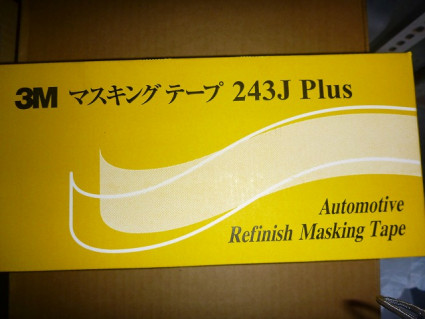 3M マスキング テープ 243J Plus
Automotive
Refinish Masking Tape